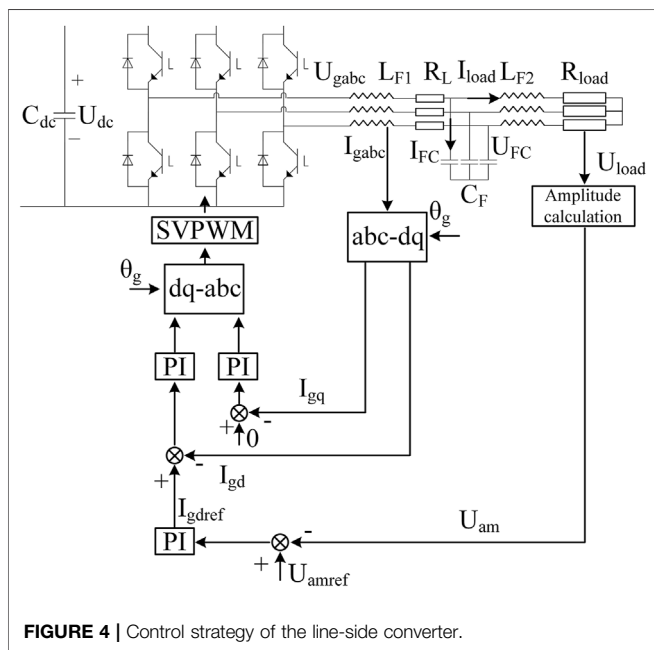 U_gabc L_F1 R_L I_load L_F2 R_load
C_dc + U_dc −
I_gabc I_FC U_FC
C_F
U_load
Amplitude
calculation
SVPWM
abc-dq θ_g
θ_g dq-abc
PI PI
I_gq
+ - 0
I_gd
+ -
I_gdref
U_am
PI
+ -
U_amref
FIGURE 4 | Control strategy of the line-side converter.